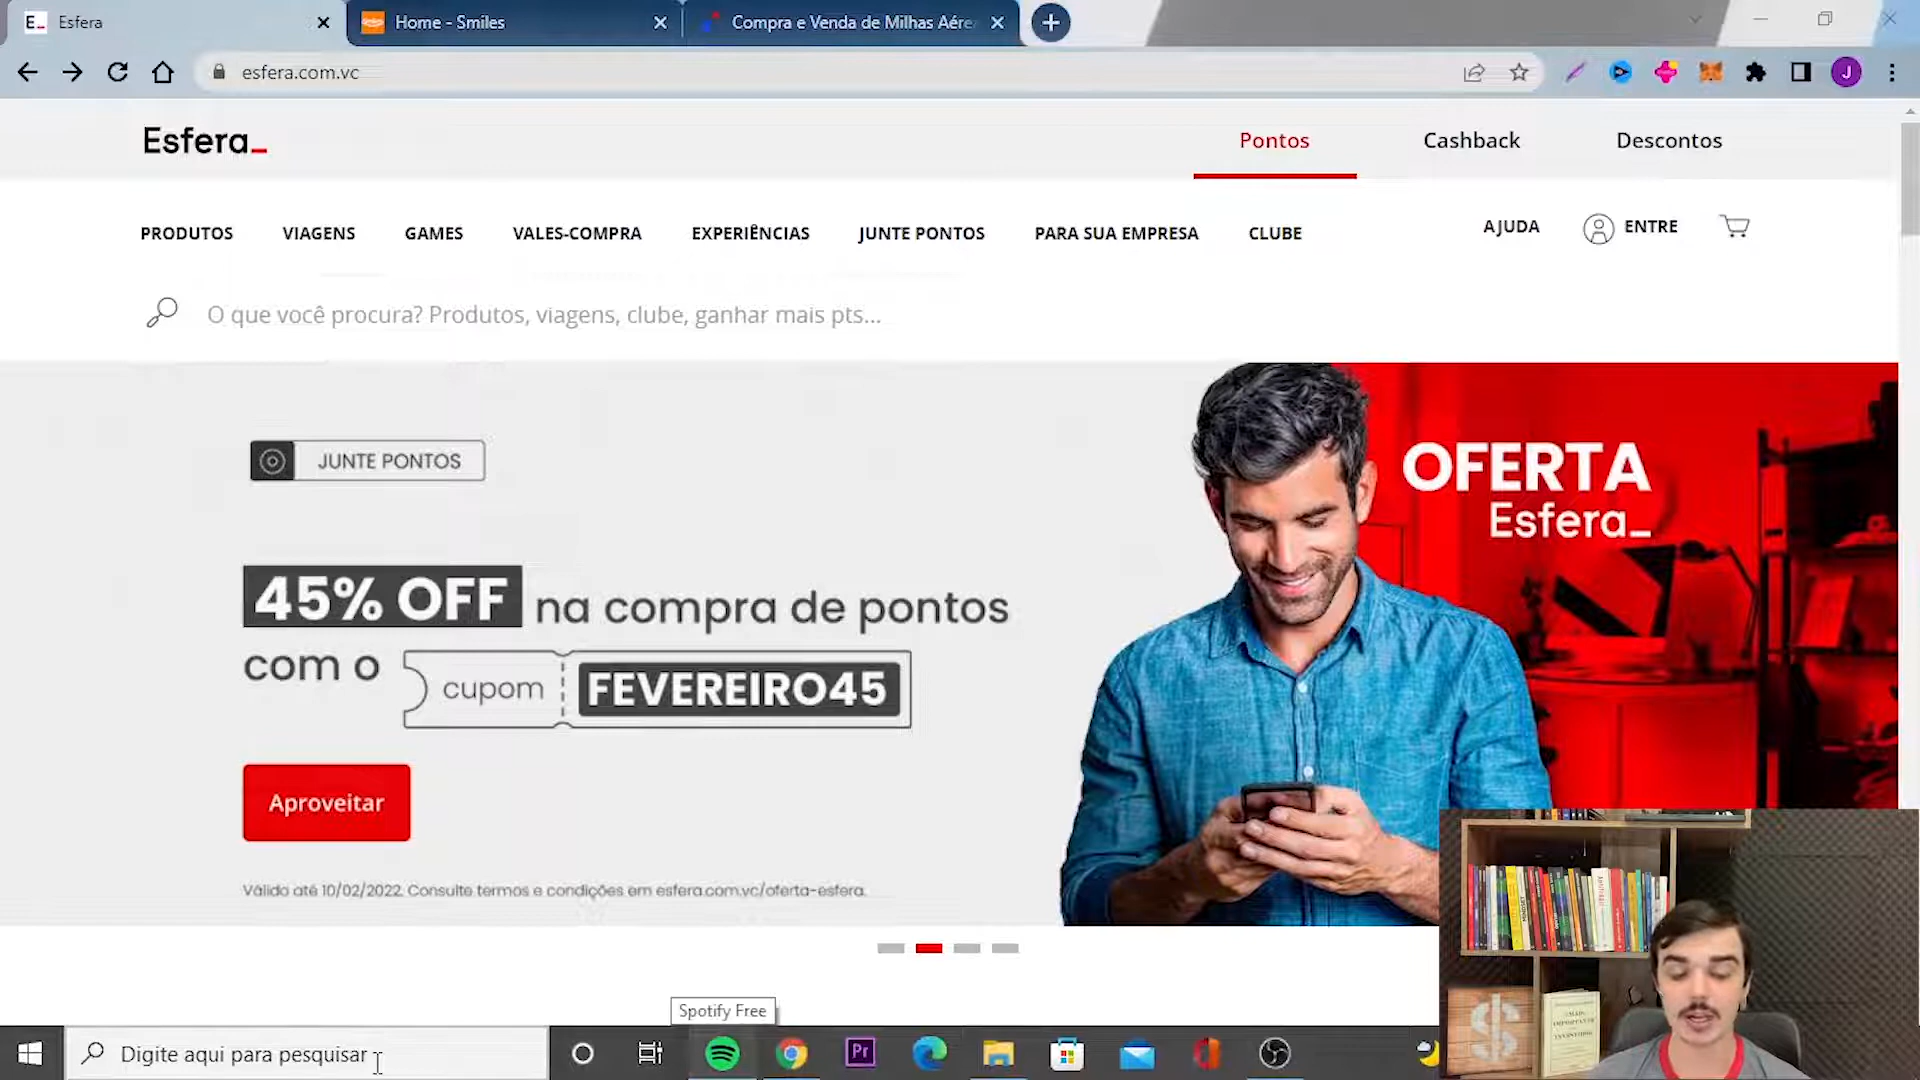 Esfera
Home - Smiles
Compra e Venda de Milhas Aére
esfera.com.vc
J
Esfera_
Pontos
Cashback
Descontos
PRODUTOS
VIAGENS
GAMES
VALES-COMPRA
EXPERIÊNCIAS
JUNTE PONTOS
PARA SUA EMPRESA
CLUBE
AJUDA
ENTRE
O que você procura? Produtos, viagens, clube, ganhar mais pts...
JUNTE PONTOS
OFERTA
Esfera_
45% OFF na compra de pontos
com o cupom FEVEREIRO45
Aproveitar
Válido até 10/02/2022. Consulte termos e condições em esfera.com.vc/oferta-esfera.
Spotify Free
Digite aqui para pesquisar
Pr